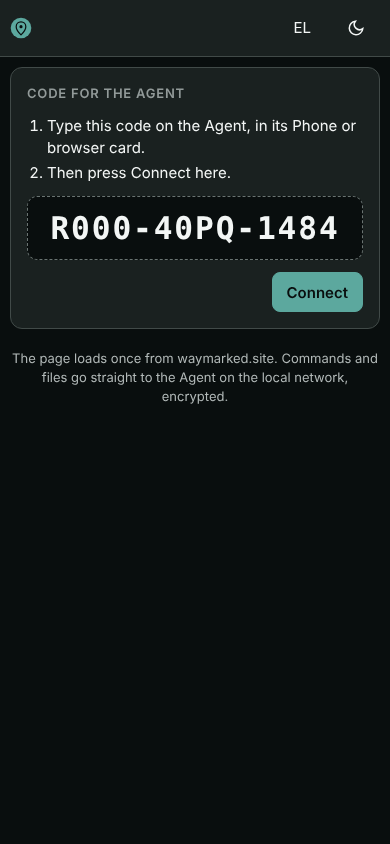 EL
CODE FOR THE AGENT
1. Type this code on the Agent, in its Phone or
browser card.
2. Then press Connect here.
R000-40PQ-1484
Connect
The page loads once from waymarked.site. Commands and
files go straight to the Agent on the local network,
encrypted.